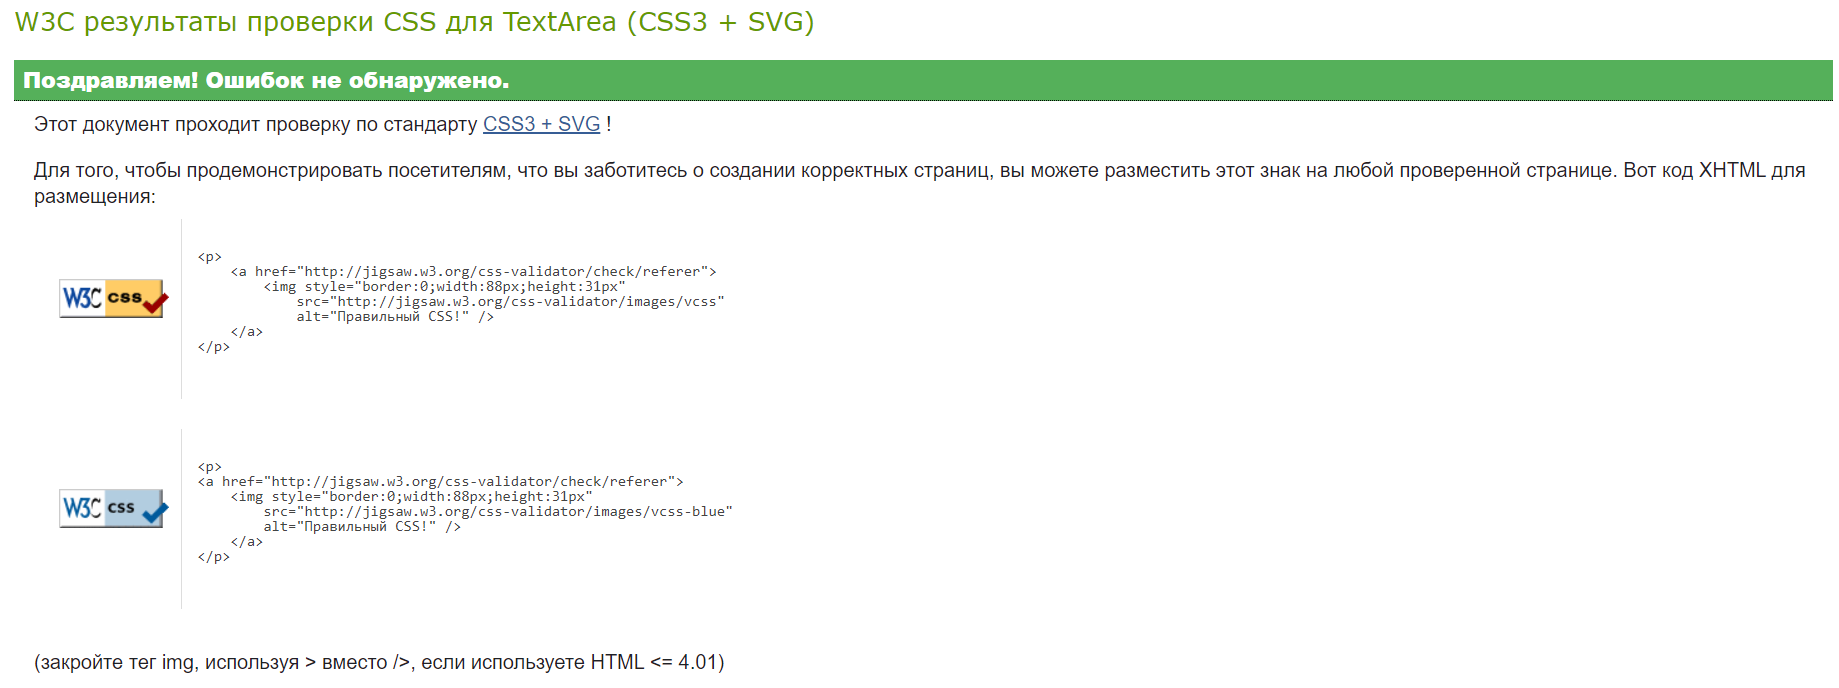 W3C результаты проверки CSS для TextArea (CSS3 + SVG)
Поздравляем! Ошибок не обнаружено.
Этот документ проходит проверку по стандарту CSS3 + SVG !
Для того, чтобы продемонстрировать посетителям, что вы заботитесь о создании корректных страниц, вы можете разместить этот знак на любой проверенной странице. Вот код XHTML для
размещения:
W3C css
<p>
    <a href="http://jigsaw.w3.org/css-validator/check/referer">
        <img style="border:0;width:88px;height:31px"
            src="http://jigsaw.w3.org/css-validator/images/vcss"
            alt="Правильный CSS!" />
    </a>
</p>
W3C css
<p>
<a href="http://jigsaw.w3.org/css-validator/check/referer">
    <img style="border:0;width:88px;height:31px"
        src="http://jigsaw.w3.org/css-validator/images/vcss-blue"
        alt="Правильный CSS!" />
    </a>
</p>
(закройте тег img, используя > вместо />, если используете HTML <= 4.01)